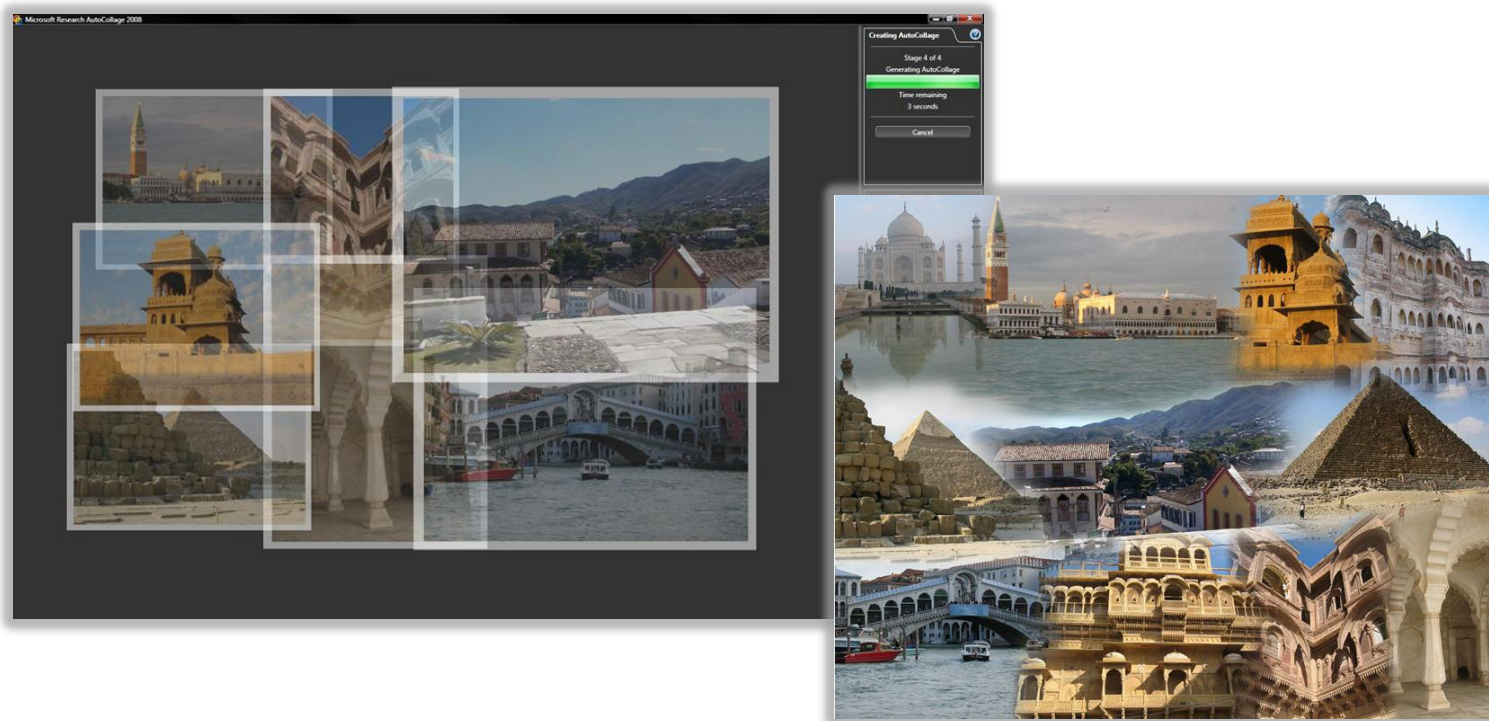 Microsoft Research AutoCollage 2008
Creating AutoCollage
Stage 4 of 4
Generating AutoCollage
Time remaining
3 seconds
Cancel